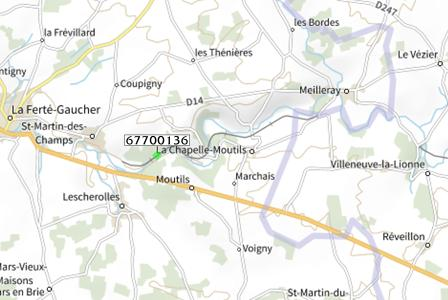 D247
les Bordes
la Frévillard
les Thénières
Le Vézier
ntigny
Coupigny
Meilleray
D14
La Ferté-Gaucher
St-Martin-des-
Champs
67700136
La Chapelle-Moutils
Villeneuve-la-Lionne
Moutils
Marchais
Lescherolles
Réveillon
Voigny
Mars-Vieux-
Maisons
ars en Brie
St-Martin-du-